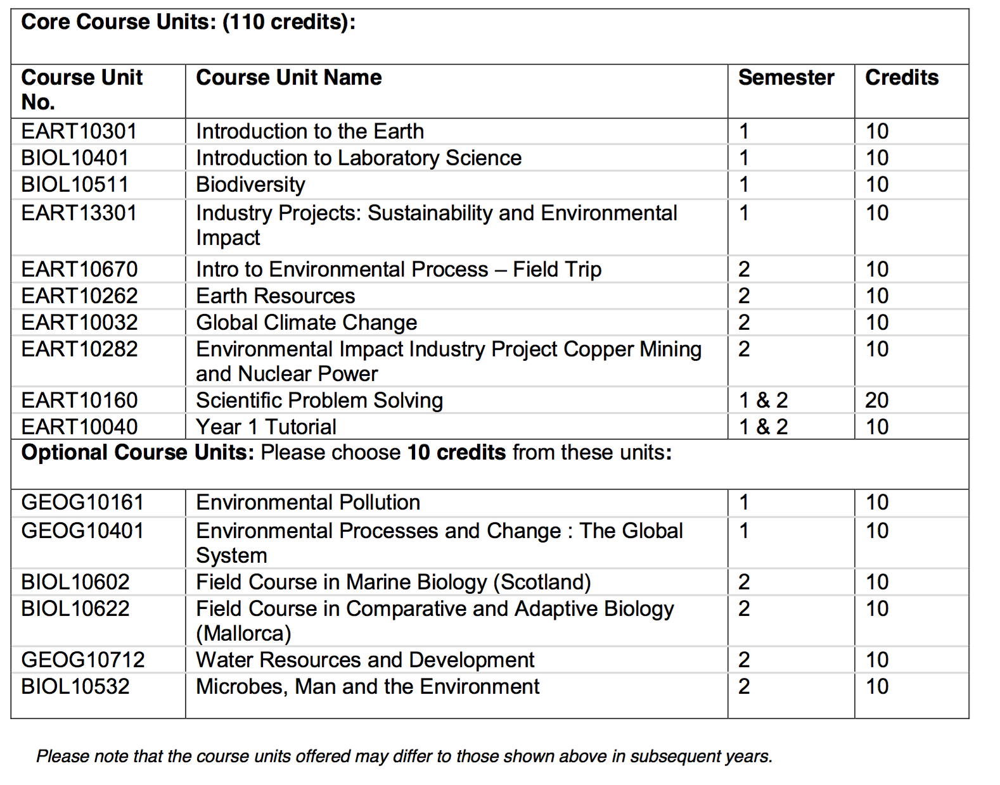 Core Course Units: (110 credits):
Course Unit No. Course Unit Name Semester Credits
EART10301 Introduction to the Earth 1 10
BIOL10401 Introduction to Laboratory Science 1 10
BIOL10511 Biodiversity 1 10
EART13301 Industry Projects: Sustainability and Environmental Impact 1 10
EART10670 Intro to Environmental Process – Field Trip 2 10
EART10262 Earth Resources 2 10
EART10032 Global Climate Change 2 10
EART10282 Environmental Impact Industry Project Copper Mining and Nuclear Power 2 10
EART10160 Scientific Problem Solving 1 & 2 20
EART10040 Year 1 Tutorial 1 & 2 10
Optional Course Units: Please choose 10 credits from these units:
GEOG10161 Environmental Pollution 1 10
GEOG10401 Environmental Processes and Change : The Global System 1 10
BIOL10602 Field Course in Marine Biology (Scotland) 2 10
BIOL10622 Field Course in Comparative and Adaptive Biology (Mallorca) 2 10
GEOG10712 Water Resources and Development 2 10
BIOL10532 Microbes, Man and the Environment 2 10
Please note that the course units offered may differ to those shown above in subsequent years.